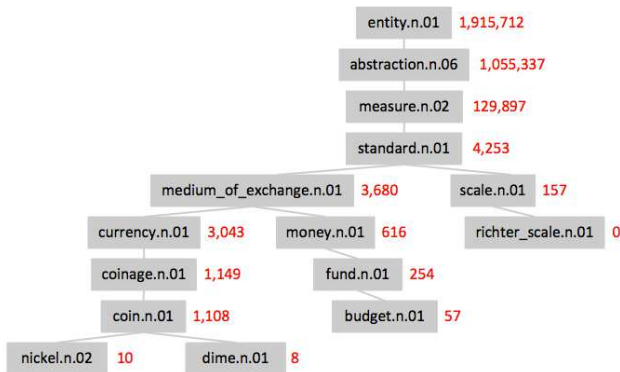 entity.n.01 1,915,712
abstraction.n.06 1,055,337
measure.n.02 129,897
standard.n.01 4,253
medium_of_exchange.n.01 3,680 scale.n.01 157
currency.n.01 3,043 money.n.01 616 richter_scale.n.01 0
coinage.n.01 1,149 fund.n.01 254
coin.n.01 1,108 budget.n.01 57
nickel.n.02 10 dime.n.01 8